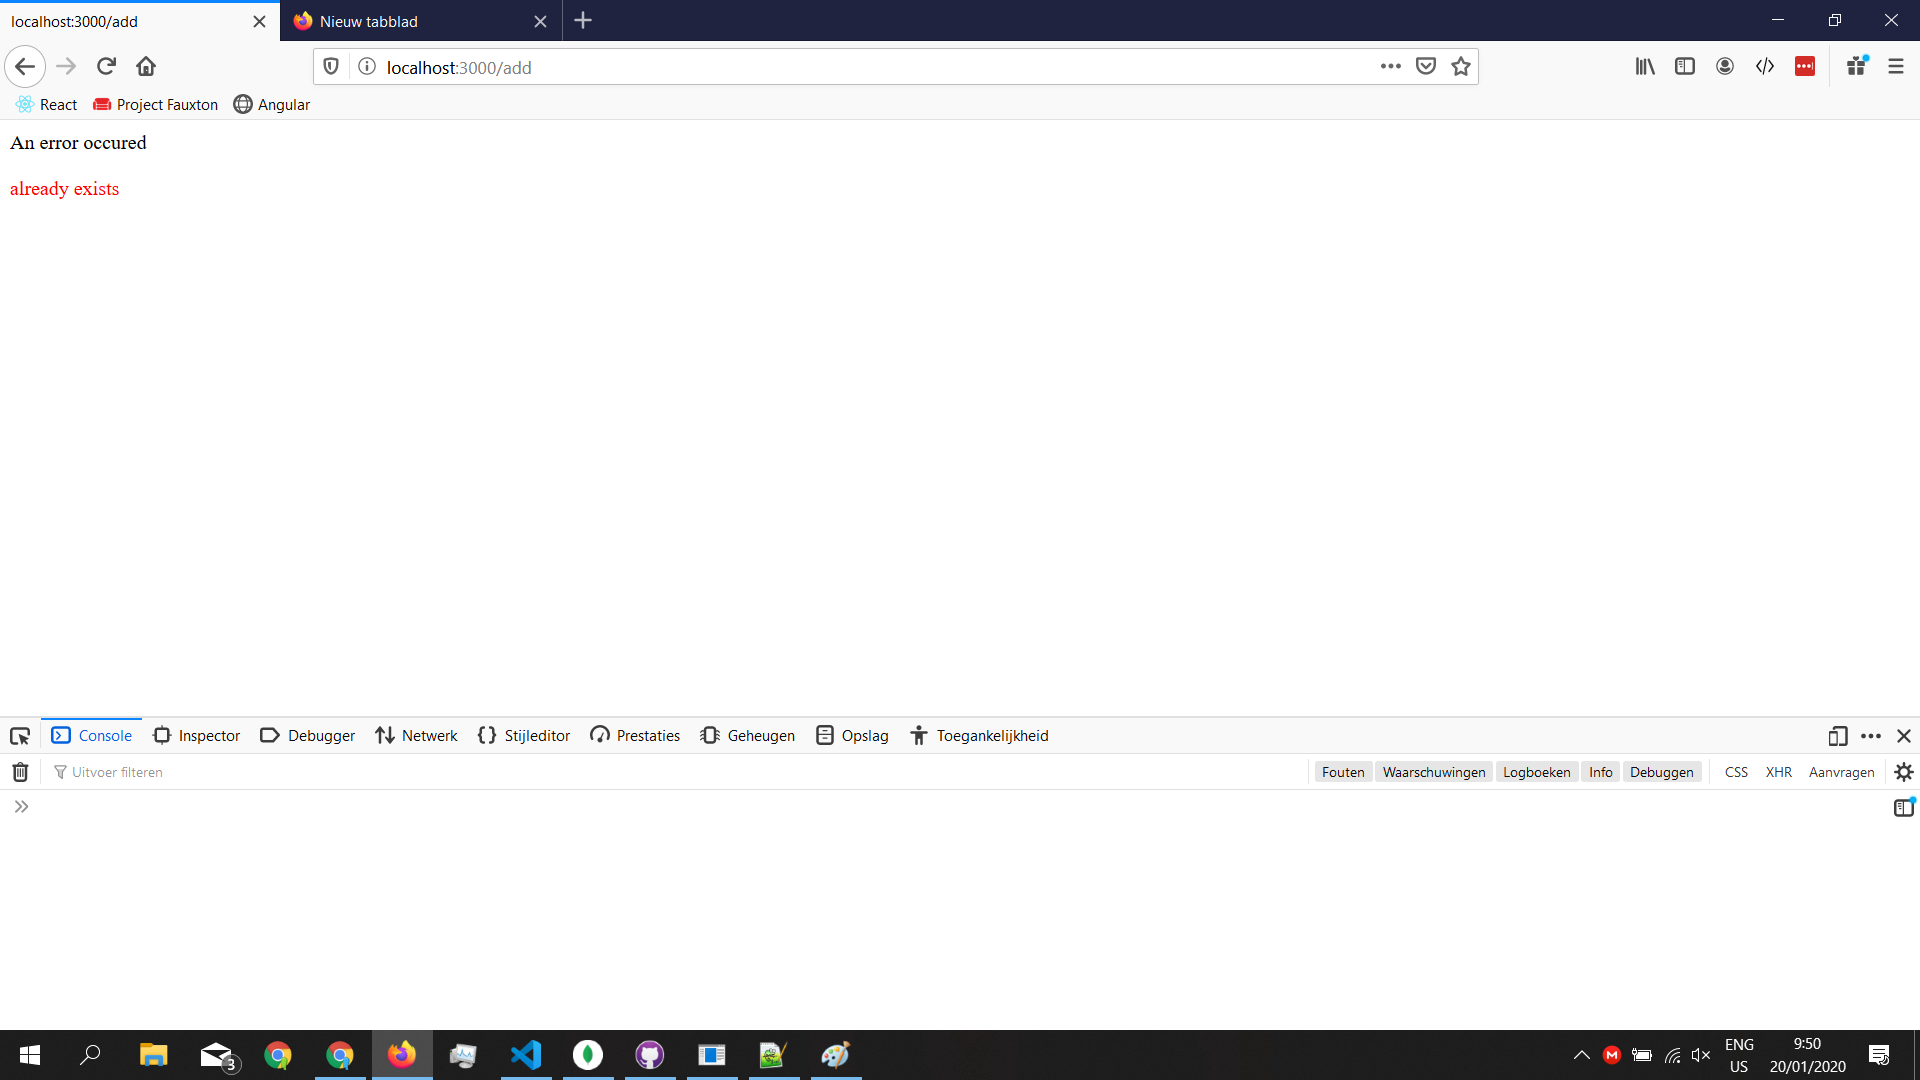 localhost:3000/add
Nieuw tabblad
localhost:3000/add
React
Project Fauxton
Angular
An error occured
already exists
Console
Inspector
Debugger
Netwerk
Stijleditor
Prestaties
Geheugen
Opslag
Toegankelijkheid
Uitvoer filteren
Fouten
Waarschuwingen
Logboeken
Info
Debuggen
CSS
XHR
Aanvragen
3
ENG
US
9:50
20/01/2020